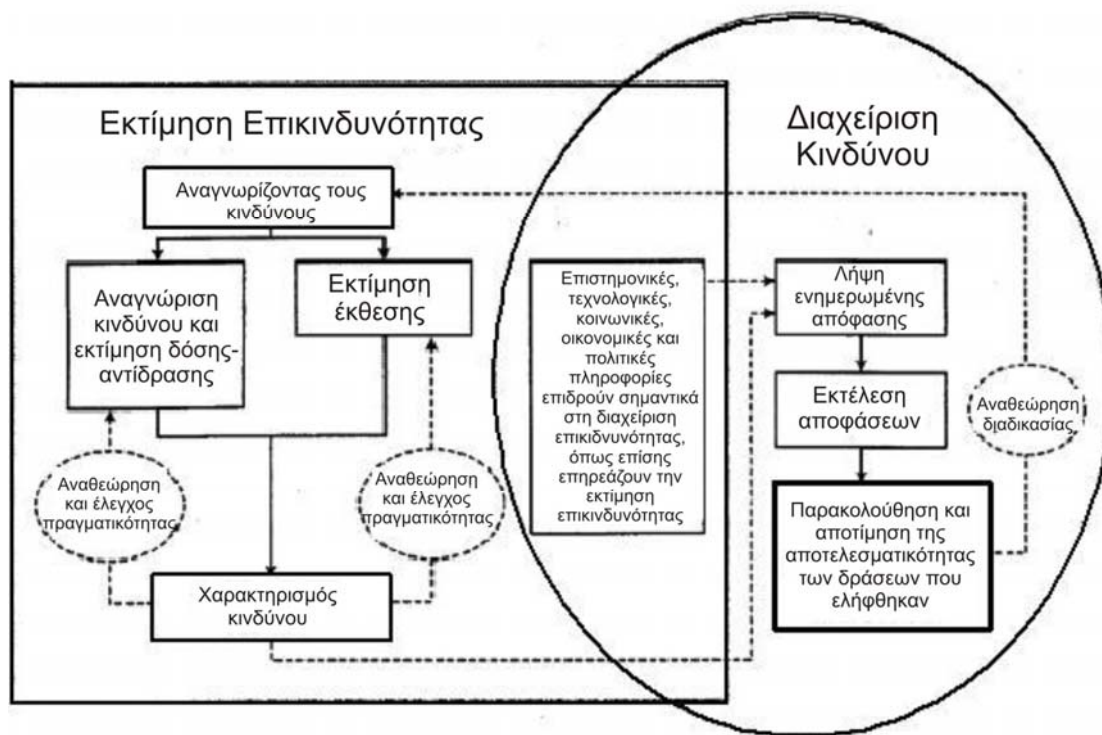 Εκτίμηση Επικινδυνότητας
Διαχείριση
Κινδύνου
Αναγνωρίζοντας τους
κινδύνους
Αναγνώριση
κινδύνου και
εκτίμηση δόσης-
αντίδρασης
Εκτίμηση
έκθεσης
Επιστημονικές,
τεχνολογικές,
κοινωνικές,
οικονομικές και
πολιτικές
πληροφορίες
επιδρούν σημαντικά
στη διαχείριση
επικιδνυνότητας,
όπως επίσης
επηρεάζουν την
εκτίμηση
επικινδυνότητας
Λήψη
ενημερωμένης
απόφασης
Εκτέλεση
αποφάσεων
Αναθεώρηση
διαδικασίας
Παρακολούθηση και
αποτίμηση της
αποτελεσματικότητας
των δράσεων που
ελήφθηκαν
Αναθεώρηση
και έλεγχος
πραγματικότητας
Αναθεώρηση
και έλεγχος
πραγματικότητας
Χαρακτηρισμός
κινδύνου